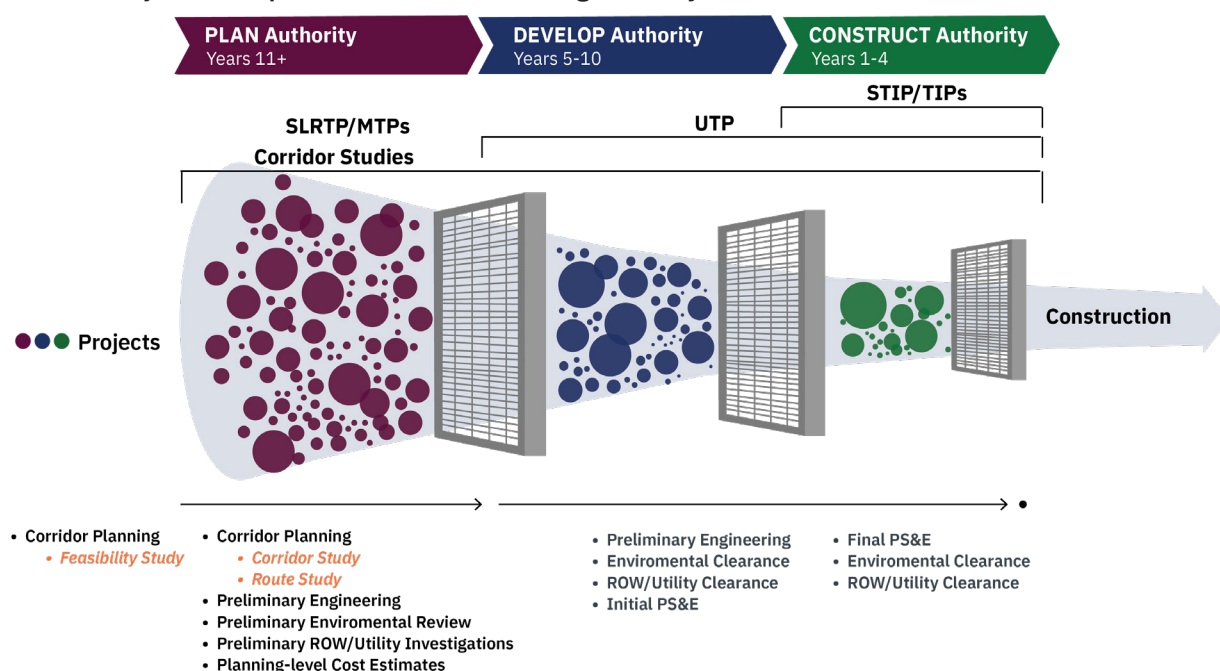 PLAN Authority
Years 11+
DEVELOP Authority
Years 5-10
CONSTRUCT Authority
Years 1-4
STIP/TIPs
UTP
SLRTP/MTPs
Corridor Studies
Projects
Construction
• Corridor Planning
• Feasibility Study
• Corridor Planning
• Corridor Study
• Route Study
• Preliminary Engineering
• Preliminary Enviromental Review
• Preliminary ROW/Utility Investigations
• Planning-level Cost Estimates
• Preliminary Engineering
• Enviromental Clearance
• ROW/Utility Clearance
• Initial PS&E
• Final PS&E
• Enviromental Clearance
• ROW/Utility Clearance